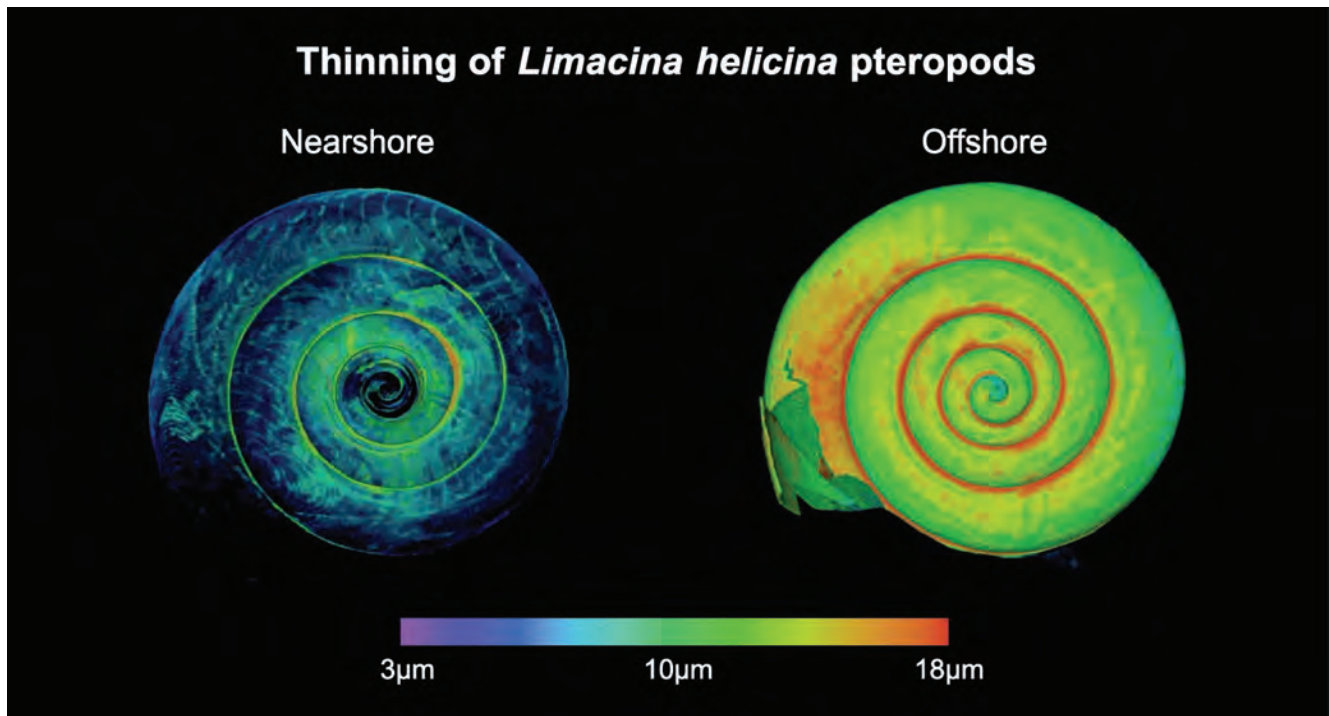 Thinning of Limacina helicina pteropods
Nearshore
Offshore
3µm
10µm
18µm